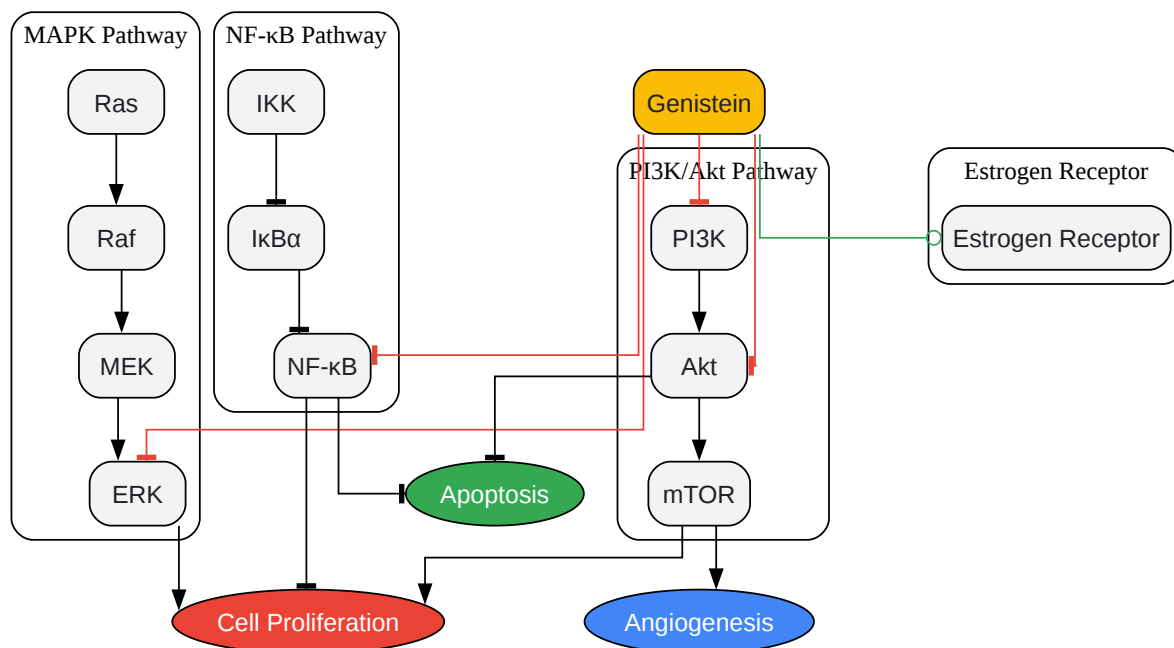 MAPK Pathway
NF-κB Pathway
Ras
IKK
Genistein
PI3K/Akt Pathway
Estrogen Receptor
Raf
IκBα
PI3K
Estrogen Receptor
MEK
NF-κB
Akt
ERK
Apoptosis
mTOR
Cell Proliferation
Angiogenesis